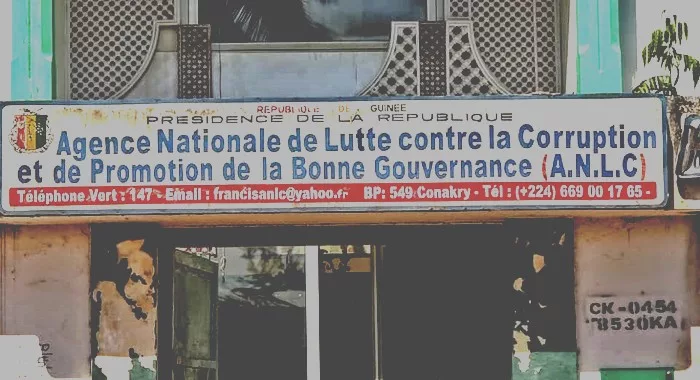 REPUBLIQUE DE GUINEE
PRESIDENCE DE LA REPUBLIQUE
Agence Nationale de Lutte contre la Corruption
et de Promotion de la Bonne Gouvernance (A.N.L.C)
Téléphone Vert : 147 - Email : francisanlc@yahoo.fr BP: 549 Conakry - Tél : (+224) 669 00 17 65 -
CK-0454
8530KA